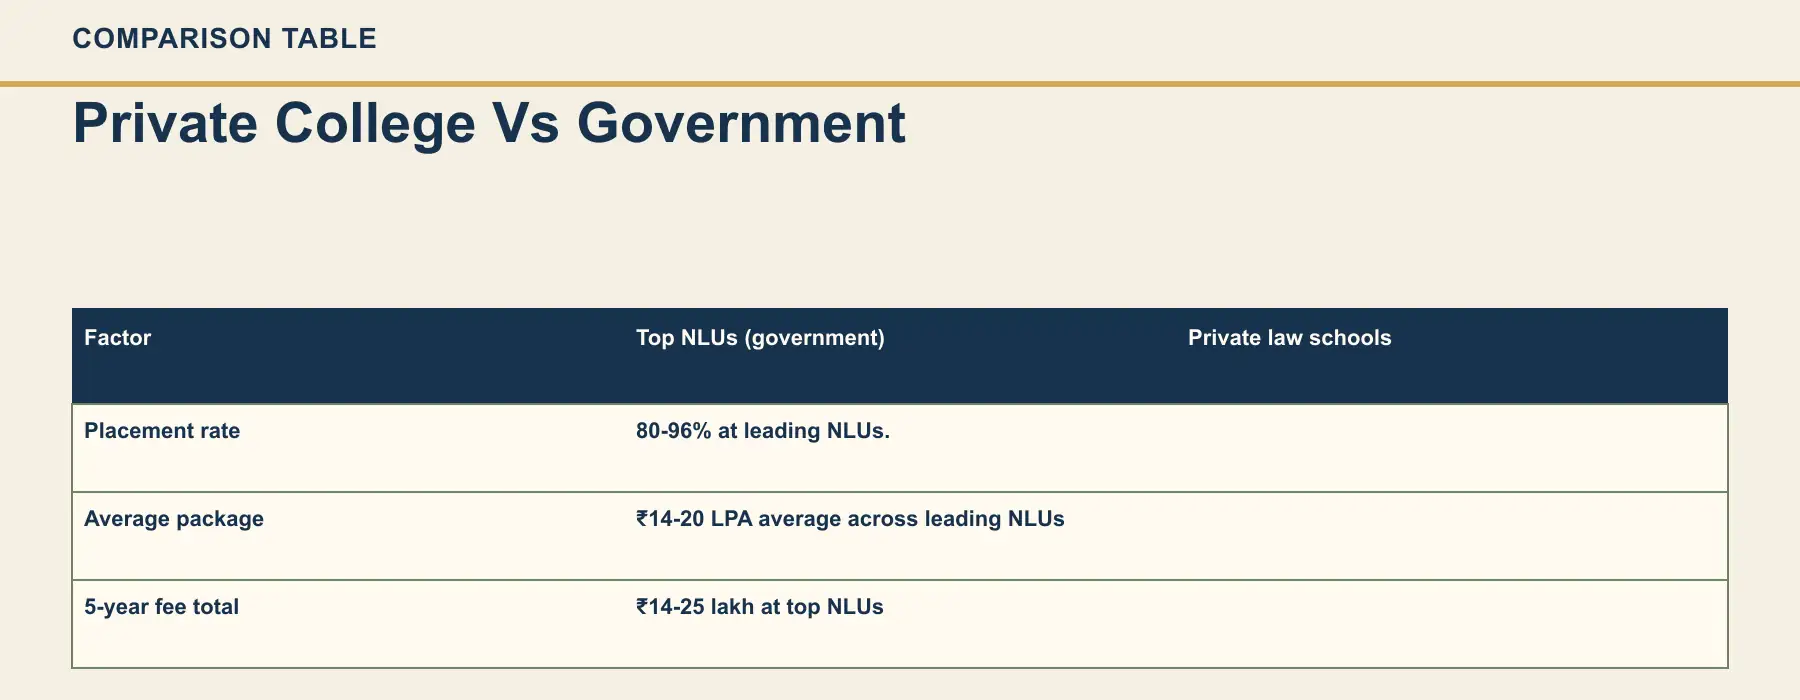 COMPARISON TABLE
Private College Vs Government
Factor Top NLUs (government) Private law schools
Placement rate 80-96% at leading NLUs.
Average package ₹14-20 LPA average across leading NLUs
5-year fee total ₹14-25 lakh at top NLUs